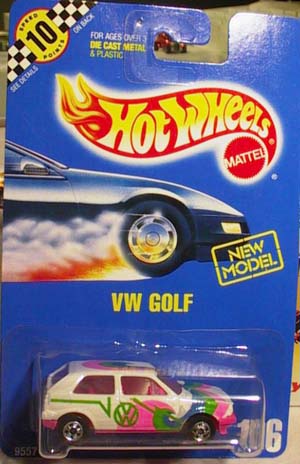 SPEED
10
POINTS
ON BACK
SEE DETAILS
FOR AGES OVER 3
DIE CAST METAL
& PLASTIC
HOT WHEELS
®
MATTEL
NEW
MODEL
VW GOLF
9557